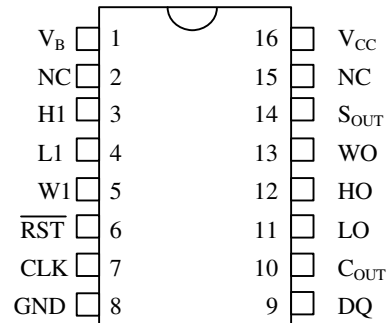 V_B 1 16 V_CC
NC 2 15 NC
H1 3 14 S_OUT
L1 4 13 WO
W1 5 12 HO
R̅S̅T̅ 6 11 LO
CLK 7 10 C_OUT
GND 8 9 DQ